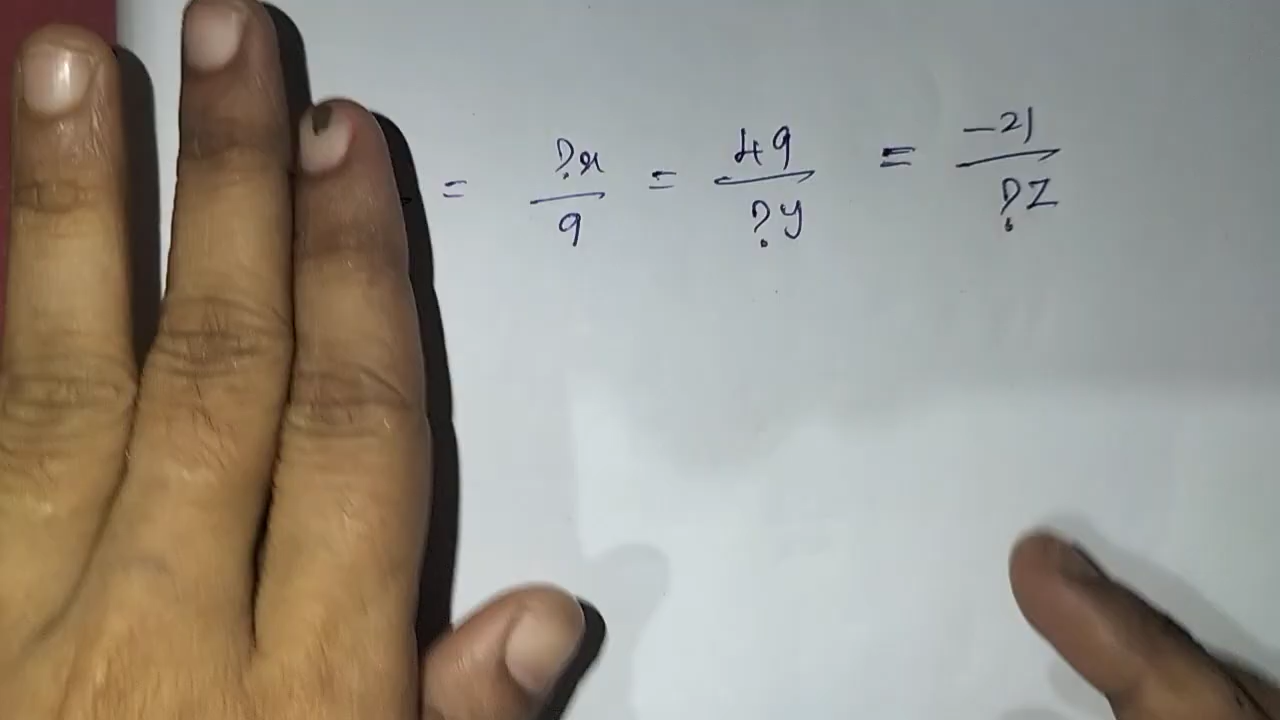 = ?x/9 = 49/?y = -21/?z